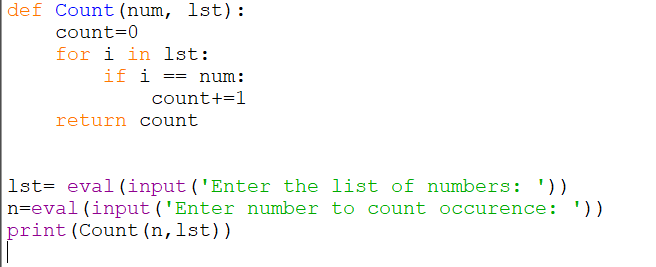 def Count(num, lst):
    count=0
    for i in lst:
        if i == num:
            count+=1
    return count
lst= eval(input('Enter the list of numbers: '))
n=eval(input('Enter number to count occurence: '))
print(Count(n,lst))